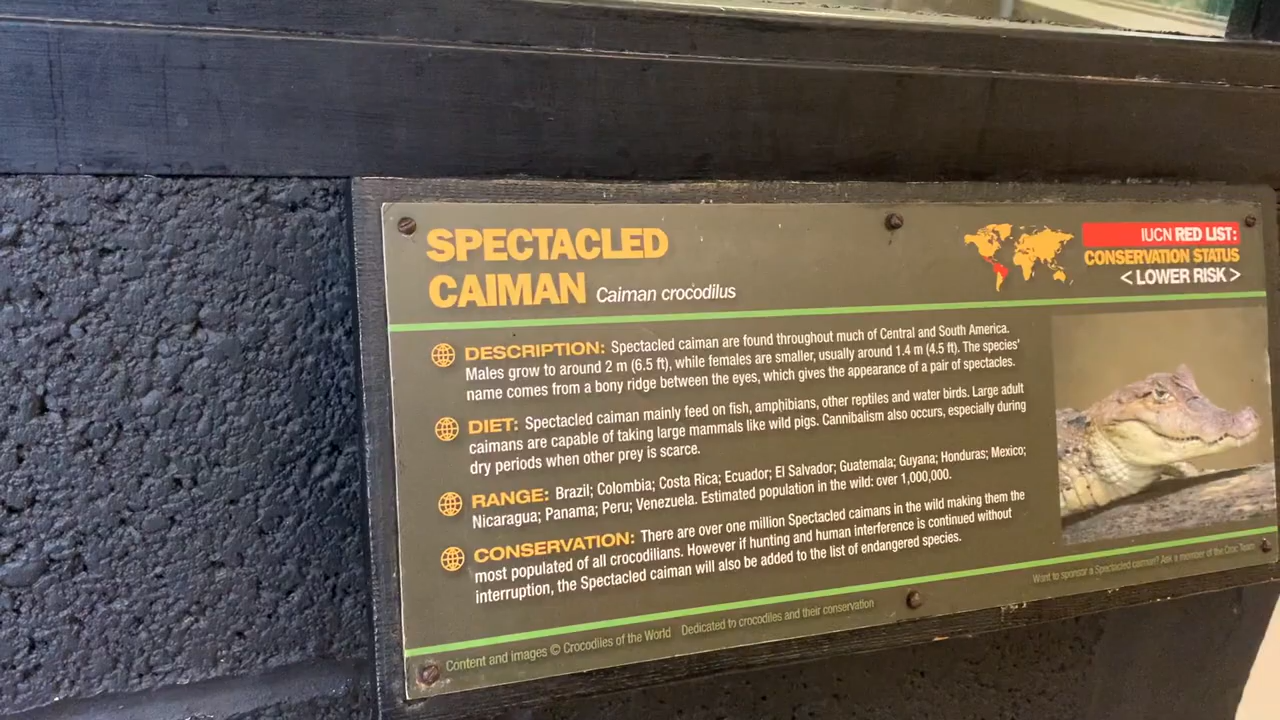 SPECTACLED
CAIMAN Caiman crocodilus
IUCN RED LIST:
CONSERVATION STATUS
< LOWER RISK >
DESCRIPTION: Spectacled caiman are found throughout much of Central and South America.
Males grow to around 2 m (6.5 ft), while females are smaller, usually around 1.4 m (4.5 ft). The species'
name comes from a bony ridge between the eyes, which gives the appearance of a pair of spectacles.
DIET: Spectacled caiman mainly feed on fish, amphibians, other reptiles and water birds. Large adult
caimans are capable of taking large mammals like wild pigs. Cannibalism also occurs, especially during
dry periods when other prey is scarce.
RANGE: Brazil; Colombia; Costa Rica; Ecuador; El Salvador; Guatemala; Guyana; Honduras; Mexico;
Nicaragua; Panama; Peru; Venezuela. Estimated population in the wild: over 1,000,000.
CONSERVATION: There are over one million Spectacled caimans in the wild making them the
most populated of all crocodilians. However if hunting and human interference is continued without
interruption, the Spectacled caiman will also be added to the list of endangered species.
Content and images © Crocodiles of the World Dedicated to crocodiles and their conservation
Want to sponsor a Spectacled caiman? Ask a member of the Croc Team